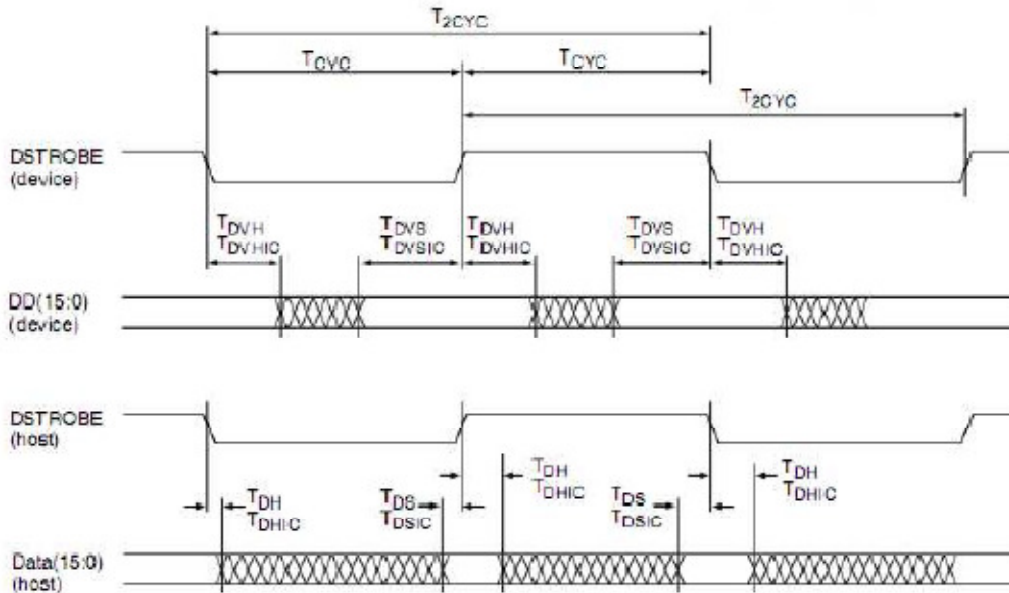 T2CYC
TCYC
TCYC
T2CYC
DSTROBE
(device)
TDVH
TDVHIC
TDVS
TDVSIC
TDVH
TDVHIC
TDVS
TDVSIC
TDVH
TDVHIC
DD(15:0)
(device)
DSTROBE
(host)
TDH
TDHIC
TDS
TDSIC
TDH
TDHIC
TDS
TDSIC
TDH
TDHIC
Data(15:0)
(host)